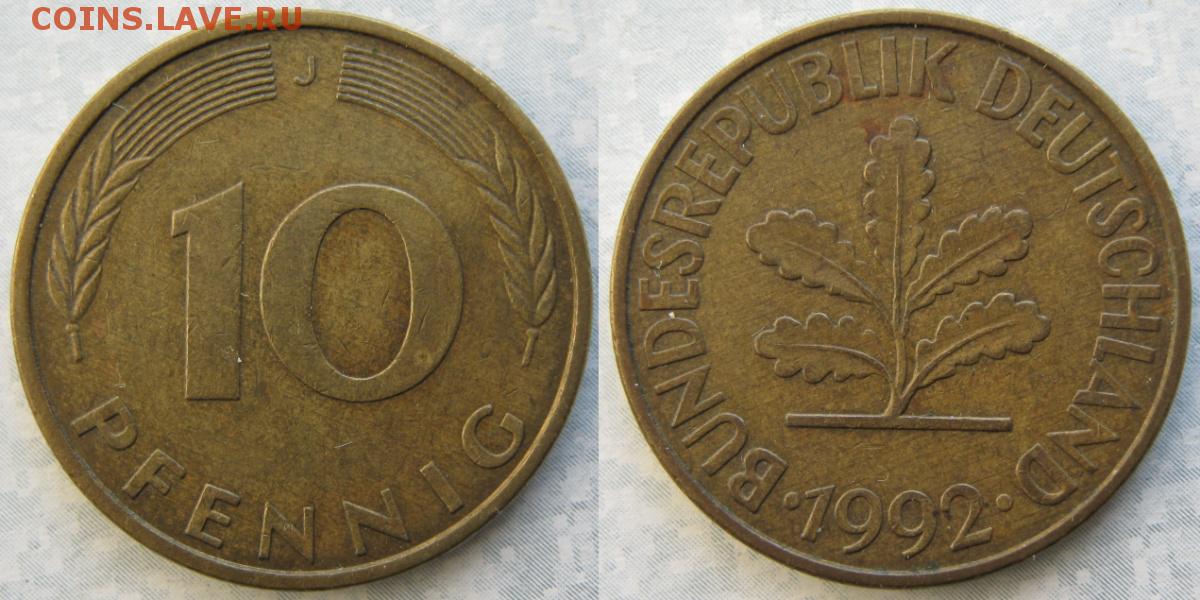 COINS.LAVE.RU
J
10
PFENNIG
BUNDESREPUBLIK DEUTSCHLAND
·1992·